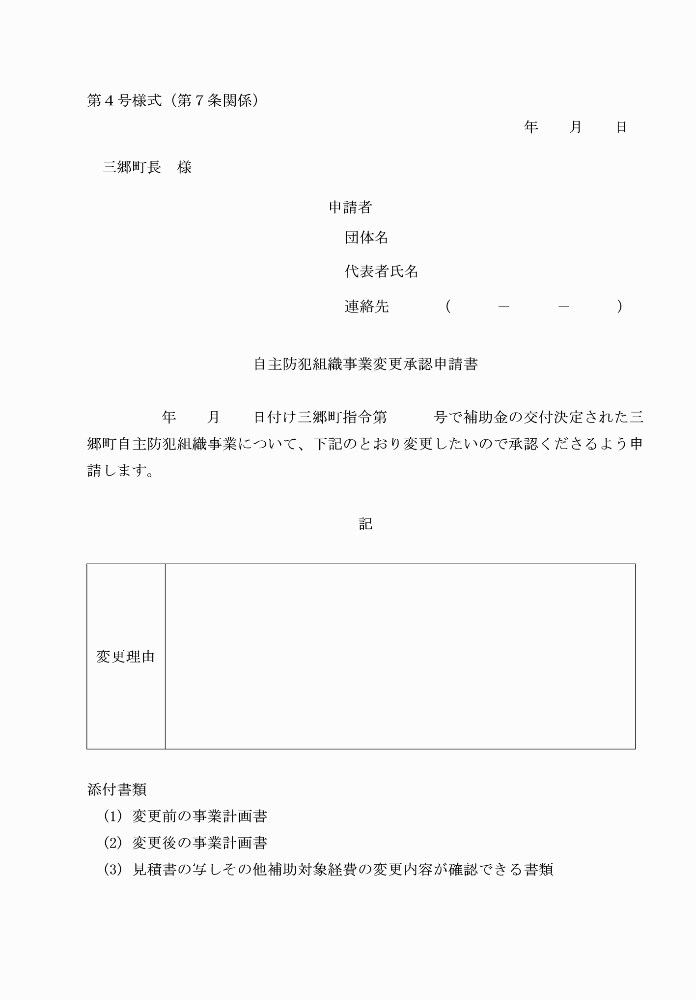 第４号様式（第７条関係）
年　　月　　日
三郷町長　様
申請者
団体名
代表者氏名
連絡先　　　（　　　－　　　－　　　）
自主防犯組織事業変更承認申請書
年　　月　　日付け三郷町指令第　　　号で補助金の交付決定された三
郷町自主防犯組織事業について、下記のとおり変更したいので承認くださるよう申
請します。
記
変更理由
添付書類
（1）変更前の事業計画書
（2）変更後の事業計画書
（3）見積書の写しその他補助対象経費の変更内容が確認できる書類